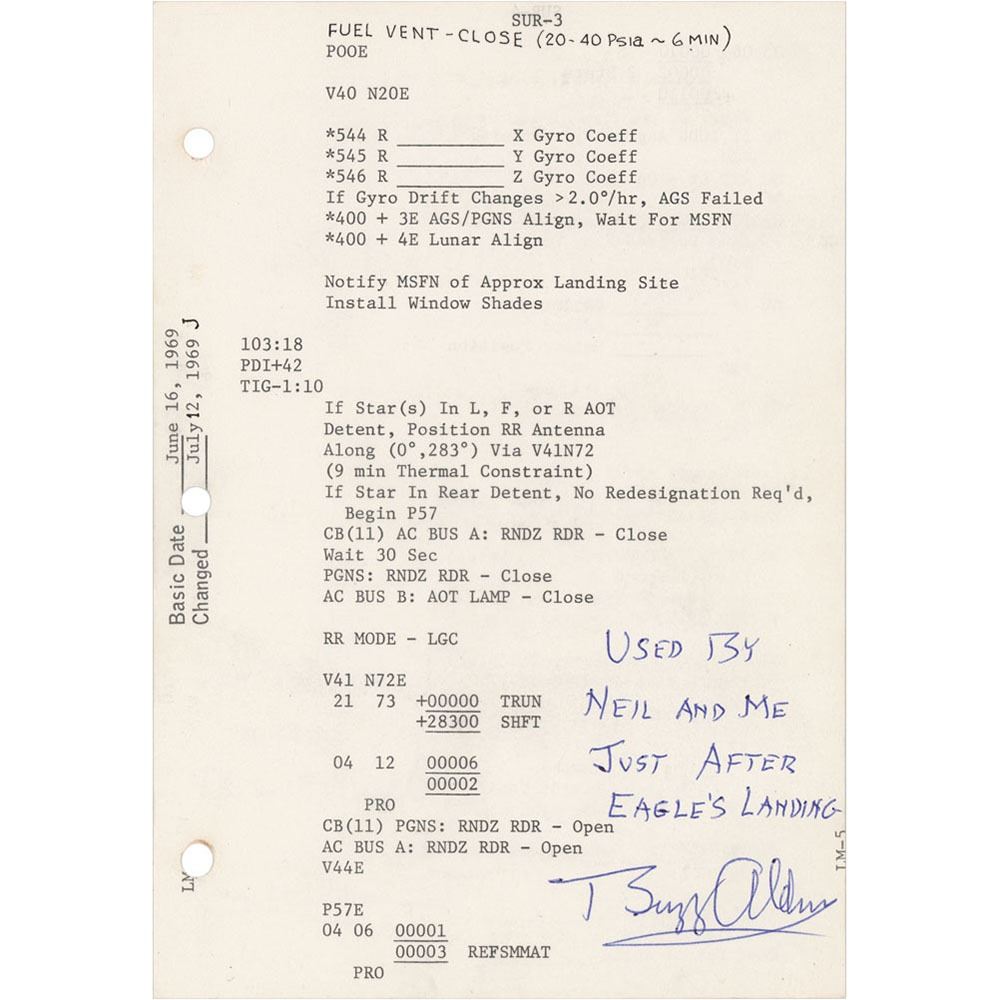 SUR-3
FUEL VENT-CLOSE (20-40 Psia ~ 6 MIN)
POOE
V40 N20E
*544 R __________ X Gyro Coeff
*545 R __________ Y Gyro Coeff
*546 R __________ Z Gyro Coeff
If Gyro Drift Changes >2.0°/hr, AGS Failed
*400 + 3E AGS/PGNS Align, Wait For MSFN
*400 + 4E Lunar Align
Notify MSFN of Approx Landing Site
Install Window Shades
103:18
PDI+42
TIG-1:10
If Star(s) In L, F, or R AOT
Detent, Position RR Antenna
Along (0°,283°) Via V41N72
(9 min Thermal Constraint)
If Star In Rear Detent, No Redesignation Req'd,
Begin P57
CB(11) AC BUS A: RNDZ RDR - Close
Wait 30 Sec
PGNS: RNDZ RDR - Close
AC BUS B: AOT LAMP - Close
RR MODE - LGC
V41 N72E
21 73 +00000 TRUN
+28300 SHFT
04 12 00006
00002
PRO
CB(11) PGNS: RNDZ RDR - Open
AC BUS A: RNDZ RDR - Open
V44E
P57E
04 06 00001
00003 REFSMMAT
PRO
USED BY
NEIL AND ME
JUST AFTER
EAGLE'S LANDING
Buzz Aldrin
Basic Date June 16, 1969
Changed July 12, 1969 J
LM
LM-5